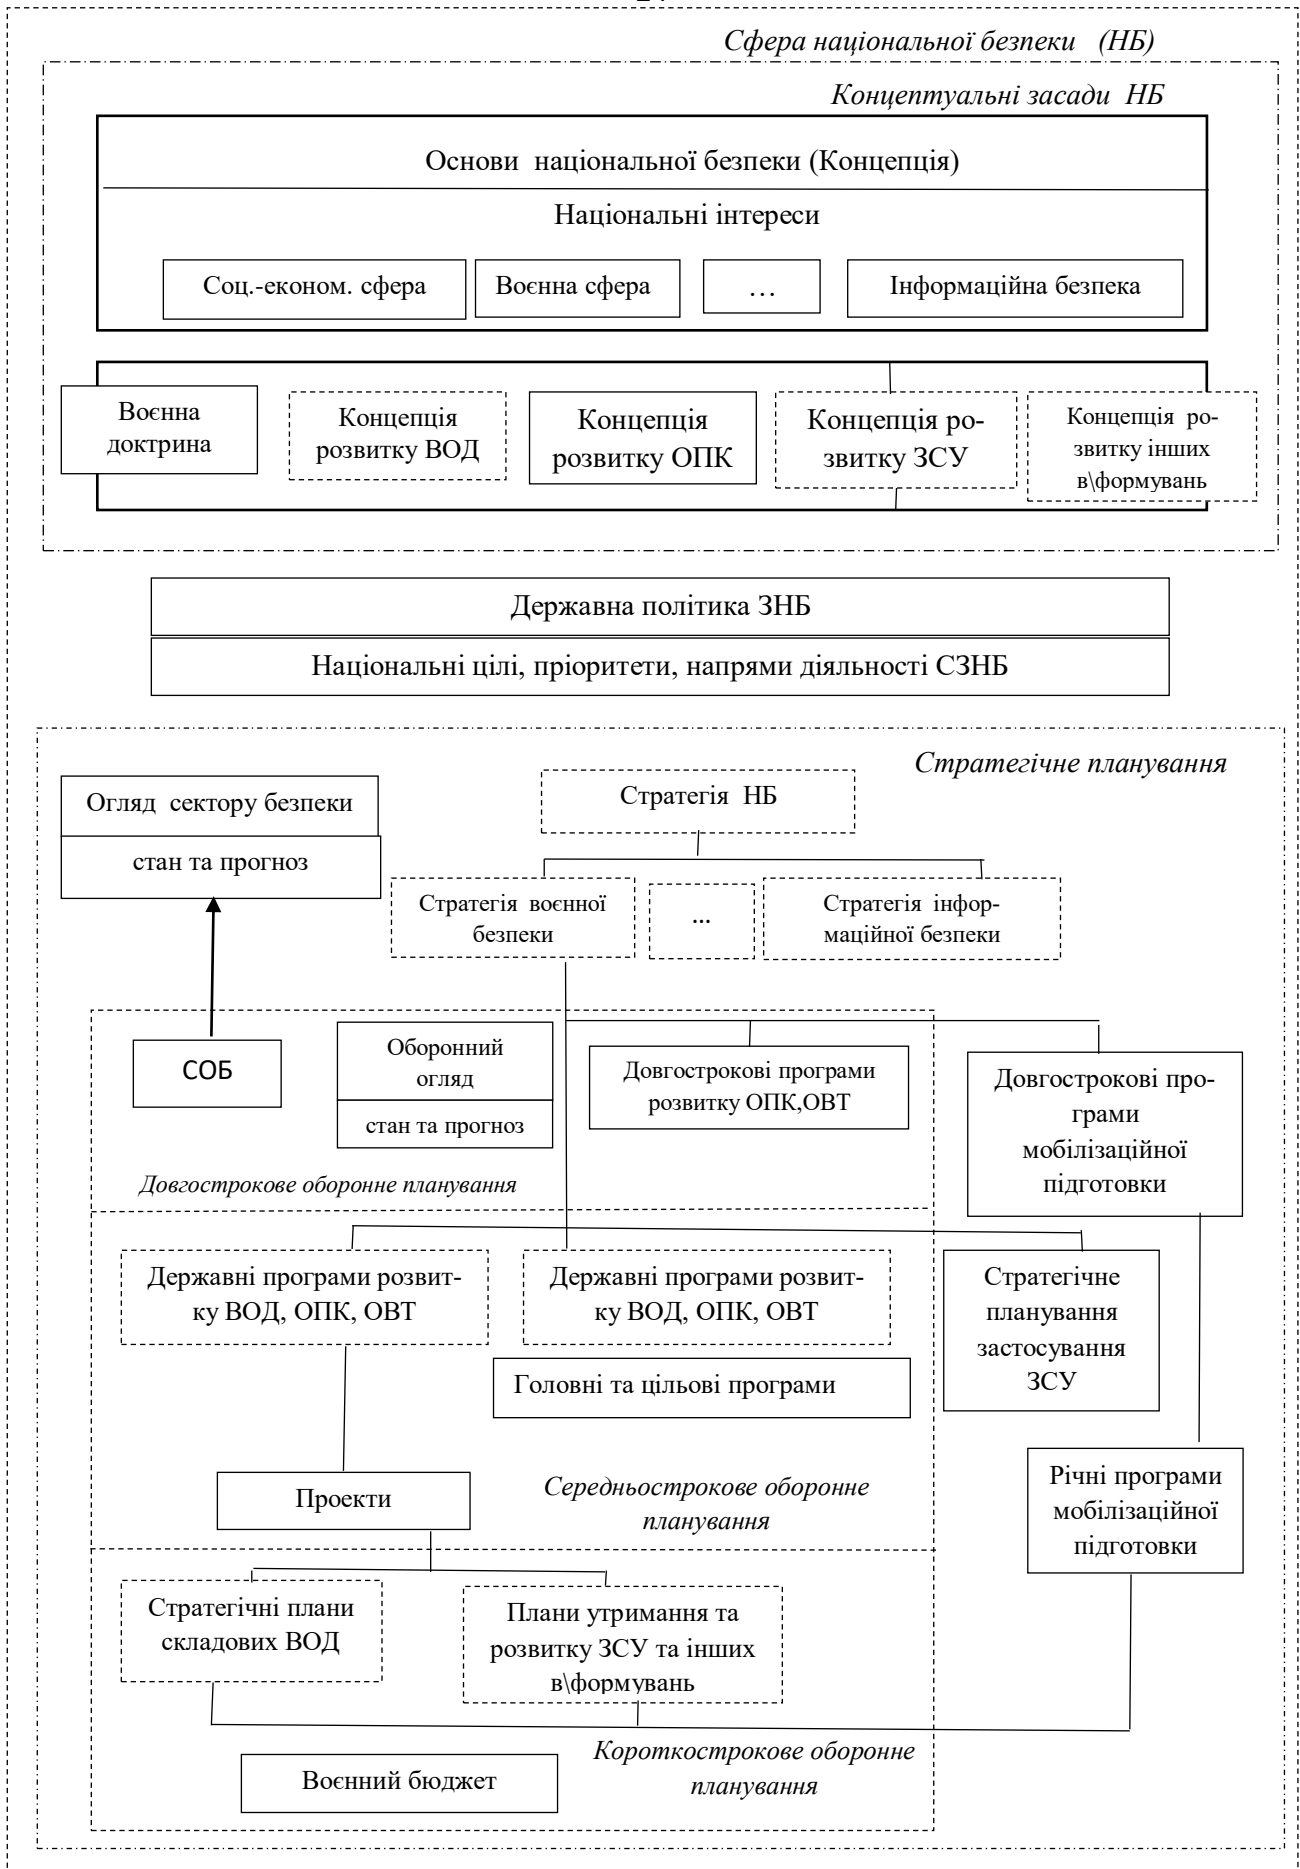 Сфера національної безпеки (НБ)
Концептуальні засади НБ
Основи національної безпеки (Концепція)
Національні інтереси
Соц.-економ. сфера
Воєнна сфера
…
Інформаційна безпека
Воєнна
доктрина
Концепція
розвитку ВОД
Концепція
розвитку ОПК
Концепція ро-
звитку ЗСУ
Концепція ро-
звитку інших
в\формувань
Державна політика ЗНБ
Національні цілі, пріоритети, напрями діяльності СЗНБ
Стратегічне планування
Огляд сектору безпеки
стан та прогноз
Стратегія НБ
Стратегія воєнної
безпеки
...
Стратегія інфор-
маційної безпеки
СОБ
Оборонний
огляд
стан та прогноз
Довгострокові програми
розвитку ОПК,ОВТ
Довгострокові про-
грами
мобілізаційної
підготовки
Довгострокове оборонне планування
Державні програми розвит-
ку ВОД, ОПК, ОВТ
Державні програми розвит-
ку ВОД, ОПК, ОВТ
Стратегічне
планування
застосування
ЗСУ
Головні та цільові програми
Проекти
Середньострокове оборонне
планування
Річні програми
мобілізаційної
підготовки
Стратегічні плани
складових ВОД
Плани утримання та
розвитку ЗСУ та інших
в\формувань
Короткострокове оборонне
планування
Воєнний бюджет